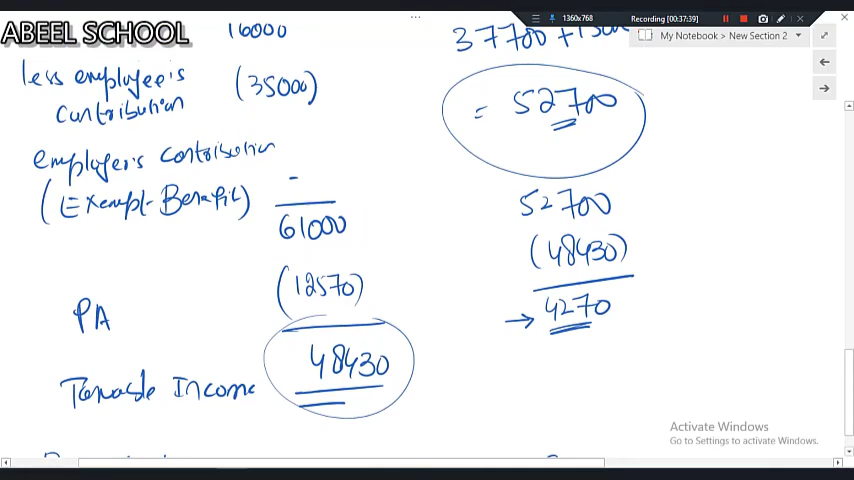 1360x768
Recording [00:37:39]
My Notebook > New Section 2
ABEEL SCHOOL
16000
37700 +
less employee's
contribution
(35000)
= 52700
employer's contribution
(Exempt Benefit)
-
61000
52700
(48430)
4270
PA
(12570)
Taxable Income
48430
Activate Windows
Go to Settings to activate Windows.